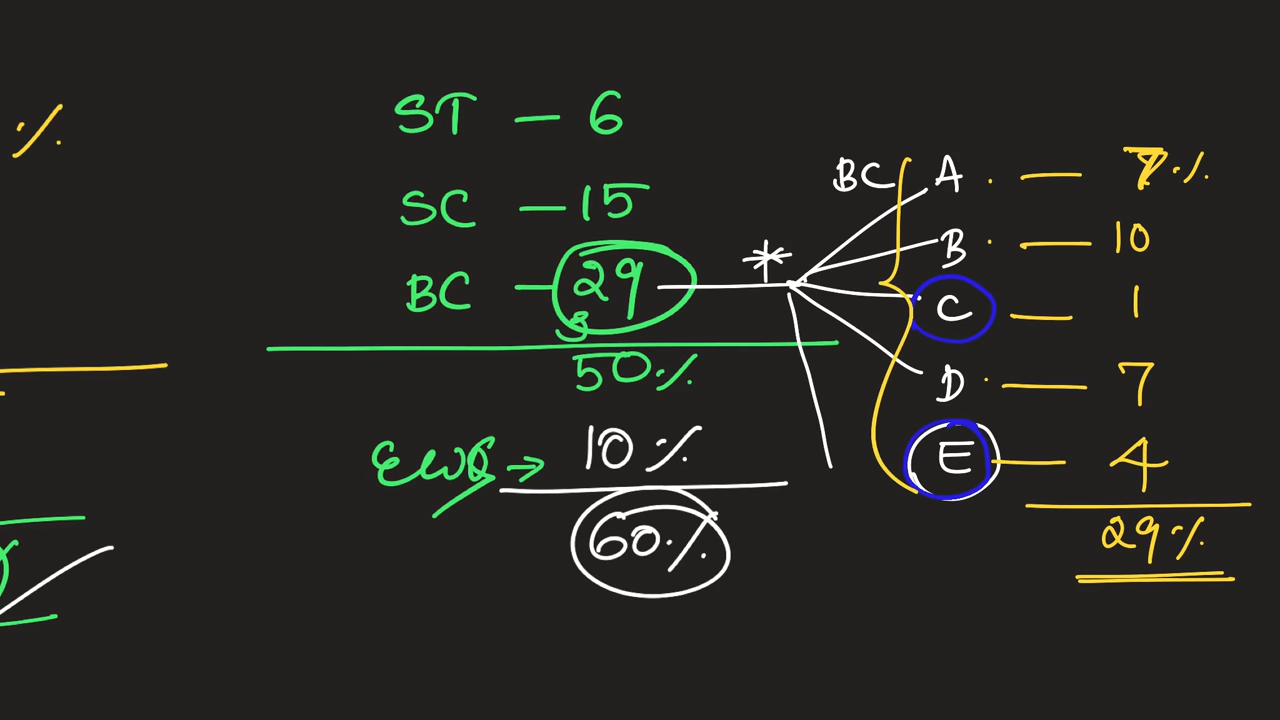 %
ST - 6
SC - 15
BC - 29
50%
EWS → 10%
60%
*
BC
A . — 7%
B . — 10
C — 1
D . — 7
E — 4
29%